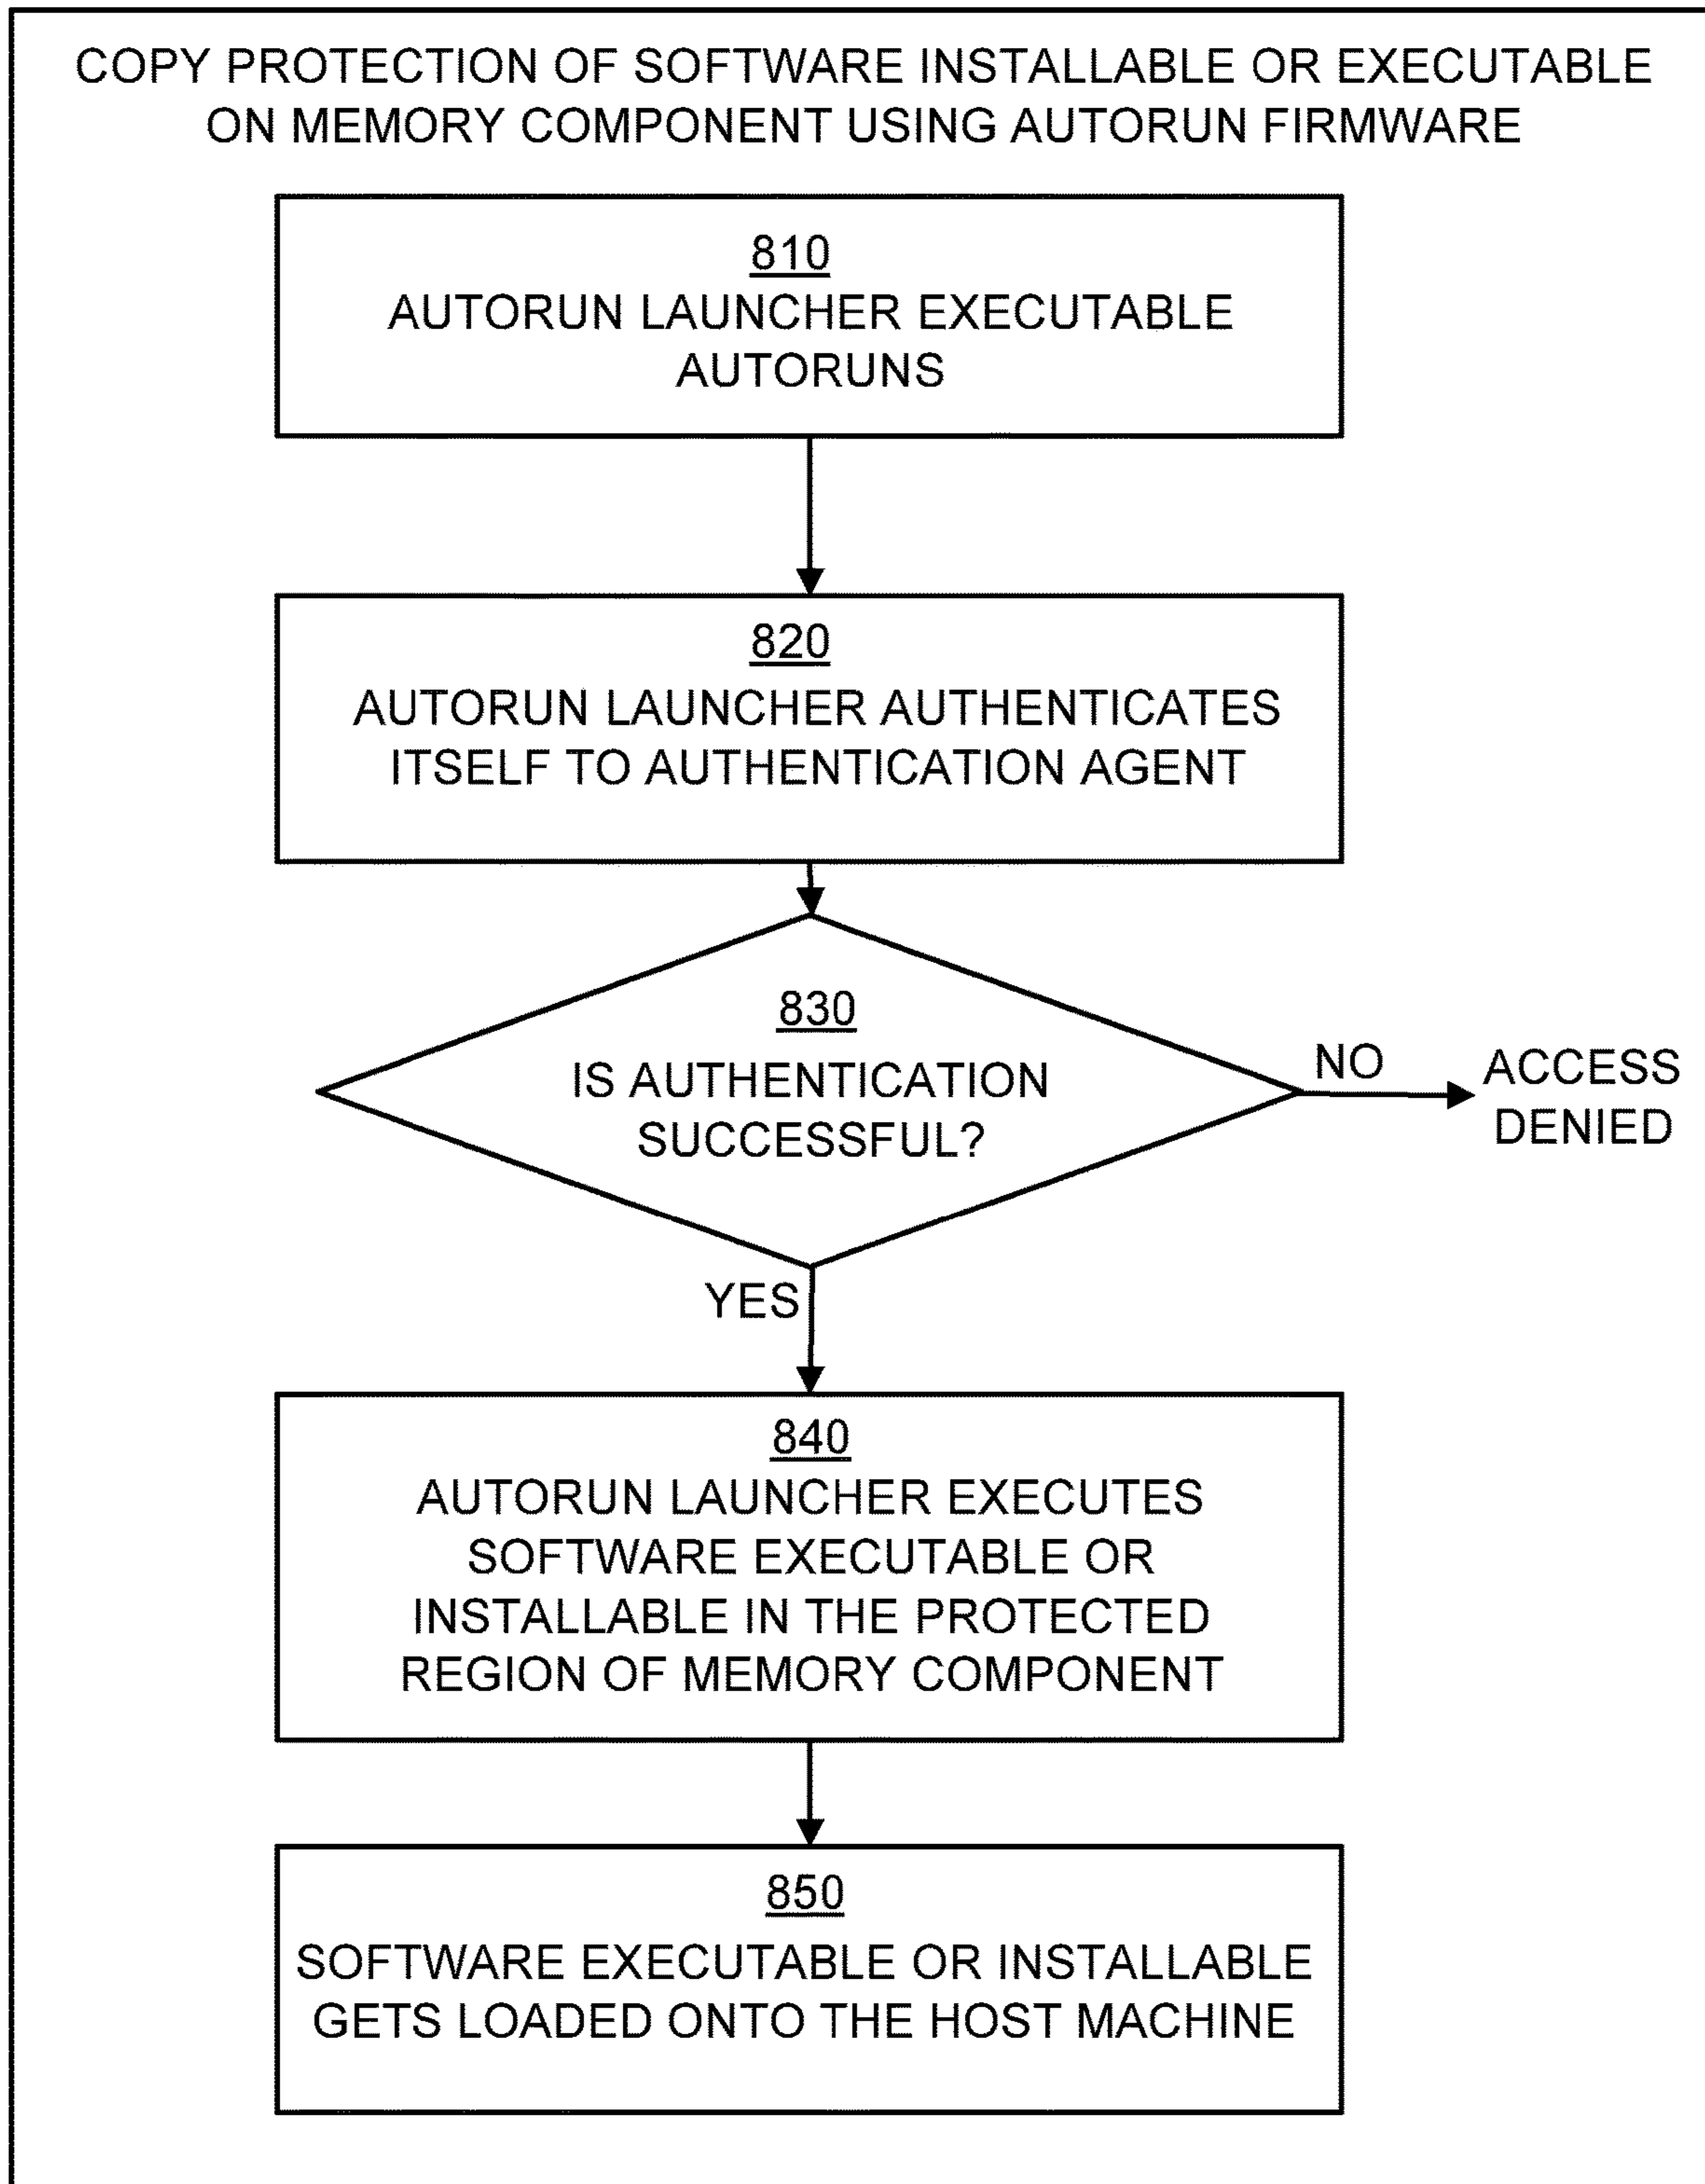 COPY PROTECTION OF SOFTWARE INSTALLABLE OR EXECUTABLE
ON MEMORY COMPONENT USING AUTORUN FIRMWARE
810
AUTORUN LAUNCHER EXECUTABLE
AUTORUNS
820
AUTORUN LAUNCHER AUTHENTICATES
ITSELF TO AUTHENTICATION AGENT
830
IS AUTHENTICATION
SUCCESSFUL?
NO
ACCESS
DENIED
YES
840
AUTORUN LAUNCHER EXECUTES
SOFTWARE EXECUTABLE OR
INSTALLABLE IN THE PROTECTED
REGION OF MEMORY COMPONENT
850
SOFTWARE EXECUTABLE OR INSTALLABLE
GETS LOADED ONTO THE HOST MACHINE